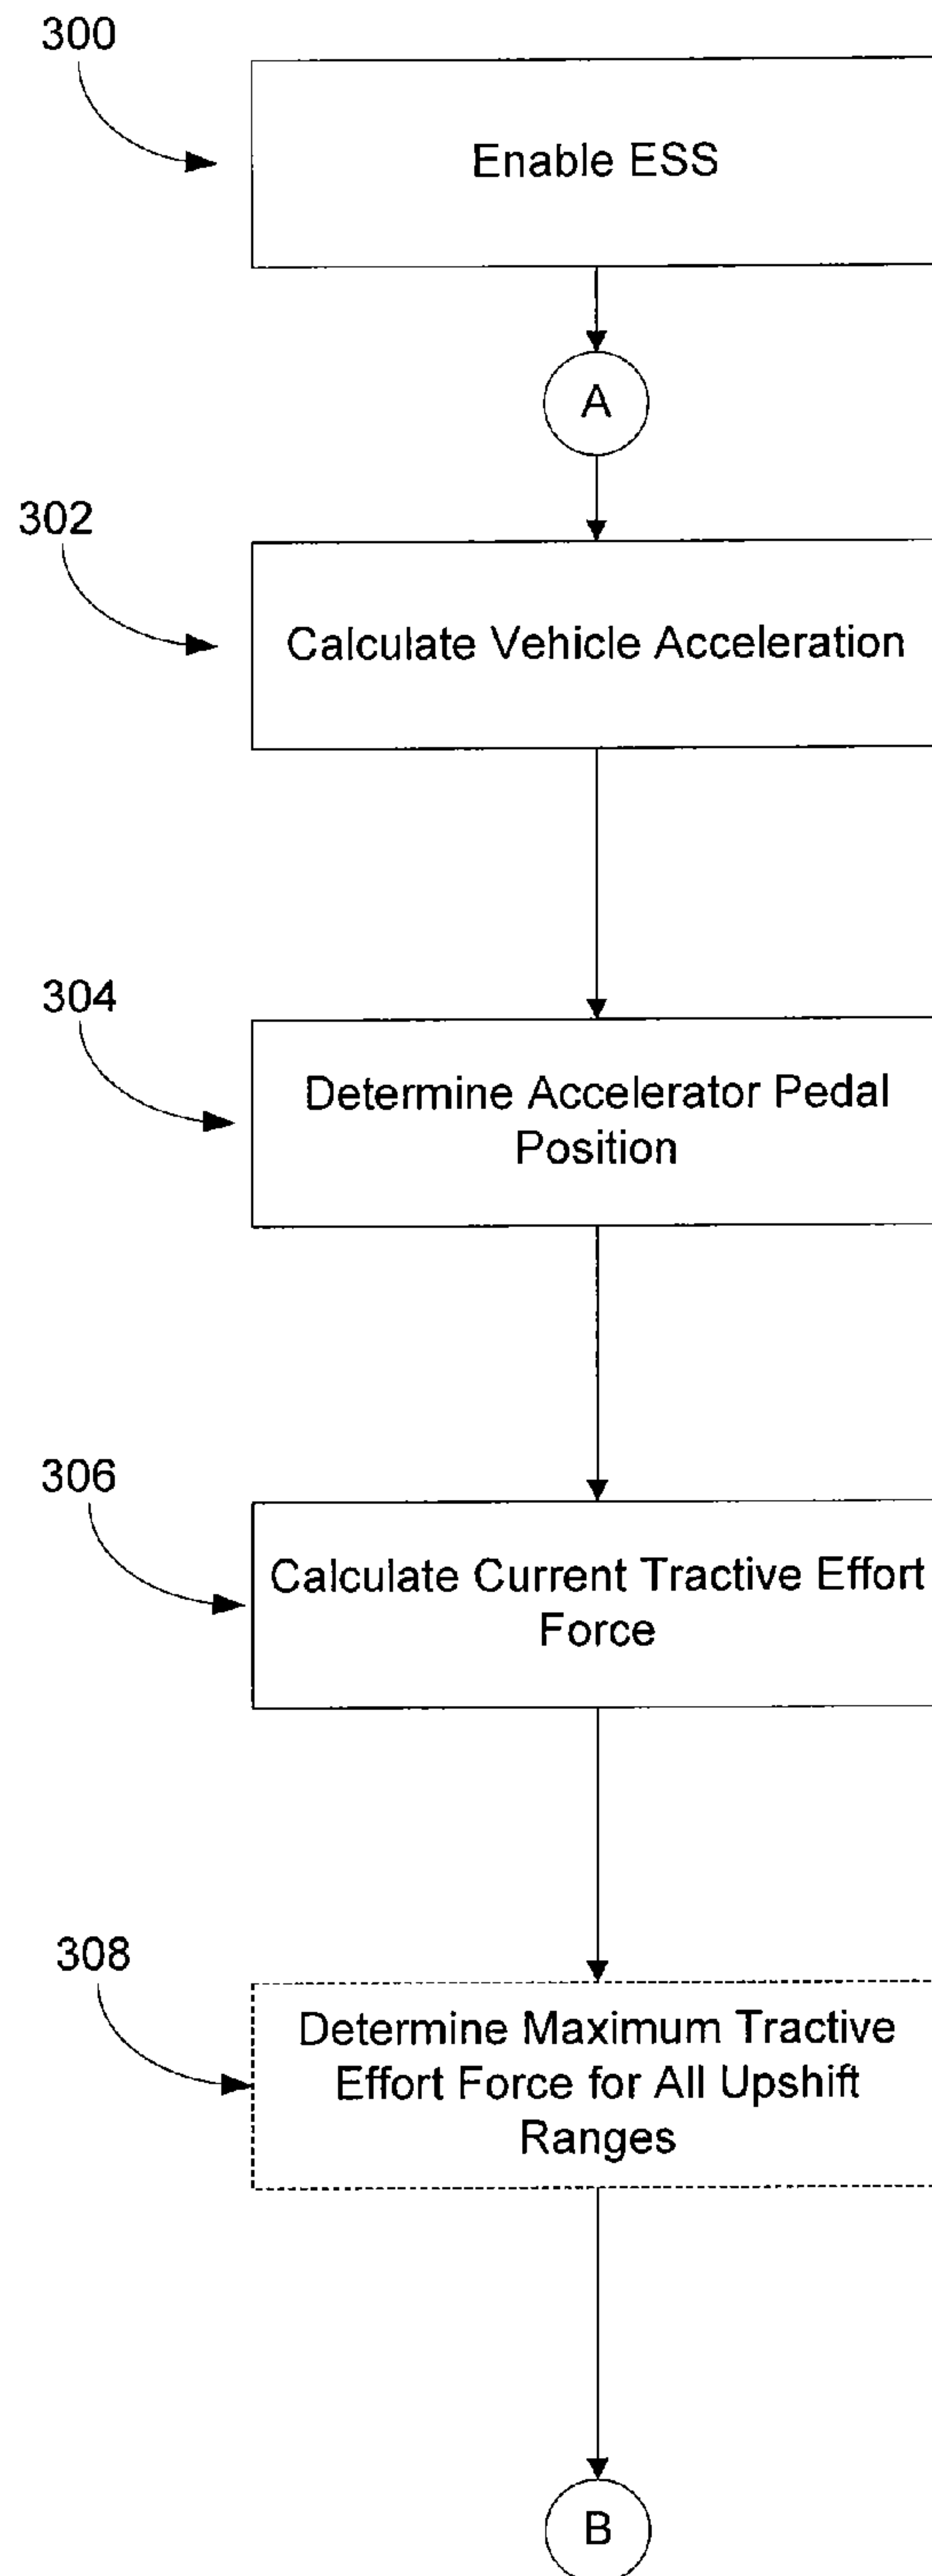 300
Enable ESS
A
302
Calculate Vehicle Acceleration
304
Determine Accelerator Pedal
Position
306
Calculate Current Tractive Effort
Force
308
Determine Maximum Tractive
Effort Force for All Upshift
Ranges
B